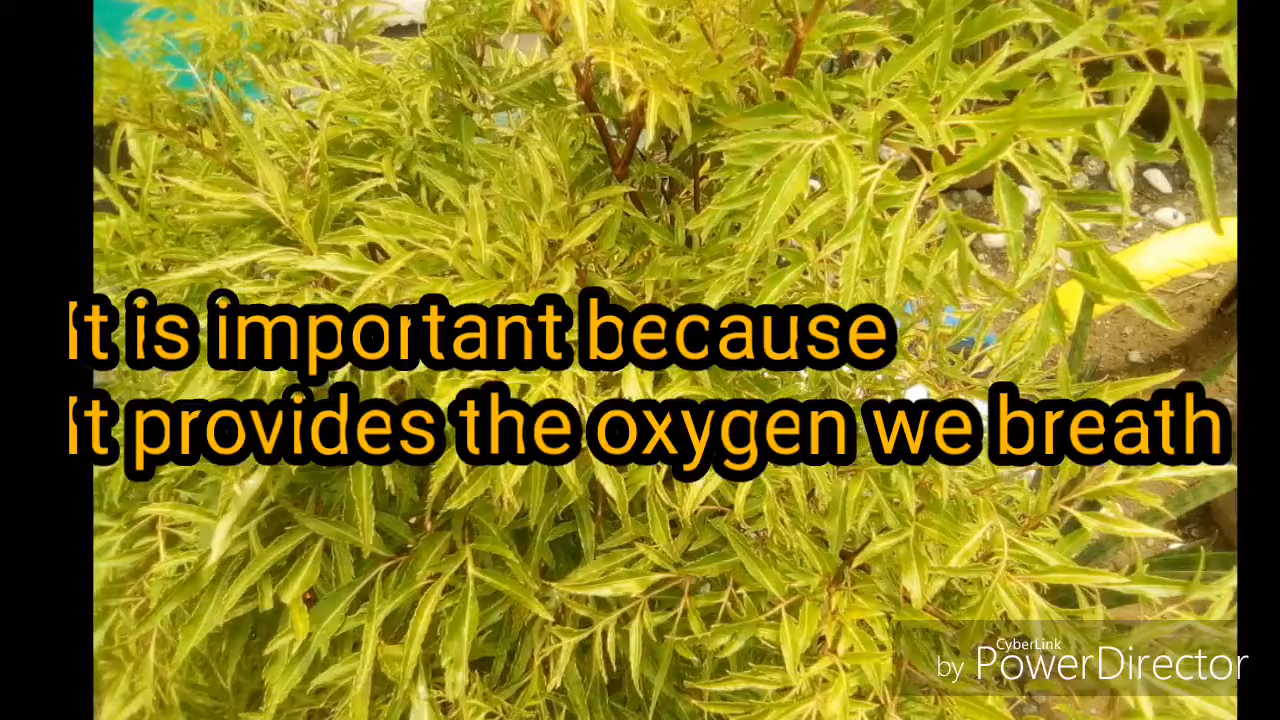 It is important because
It provides the oxygen we breath
CyberLink
by PowerDirector